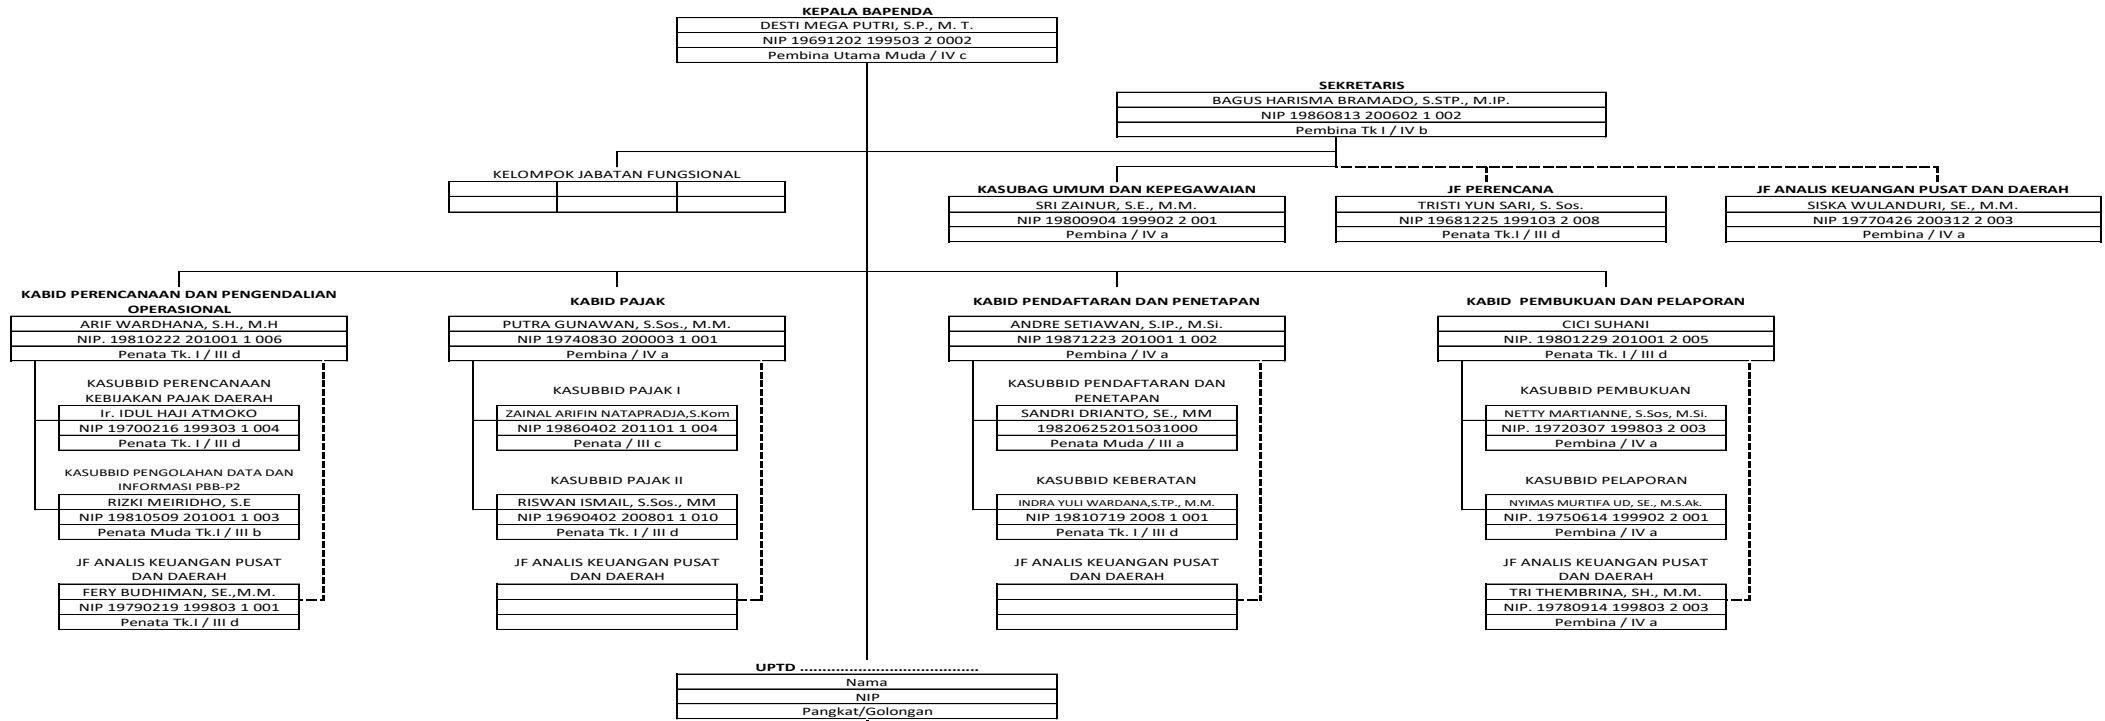 KEPALA BAPENDA
DESTI MEGA PUTRI, S.P., M. T.
NIP 19691202 199503 2 0002
Pembina Utama Muda / IV c
SEKRETARIS
BAGUS HARISMA BRAMADO, S.STP., M.IP.
NIP 19860813 200602 1 002
Pembina Tk I / IV b
KELOMPOK JABATAN FUNGSIONAL
KASUBAG UMUM DAN KEPEGAWAIAN
SRI ZAINUR, S.E., M.M.
NIP 19800904 199902 2 001
Pembina / IV a
JF PERENCANA
TRISTI YUN SARI, S. Sos.
NIP 19681225 199103 2 008
Penata Tk.I / III d
JF ANALIS KEUANGAN PUSAT DAN DAERAH
SISKA WULANDURI, SE., M.M.
NIP 19770426 200312 2 003
Pembina / IV a
KABID PERENCANAAN DAN PENGENDALIAN
OPERASIONAL
ARIF WARDHANA, S.H., M.H
NIP. 19810222 201001 1 006
Penata Tk. I / III d
KASUBBID PERENCANAAN
KEBIJAKAN PAJAK DAERAH
Ir. IDUL HAJI ATMOKO
NIP 19700216 199303 1 004
Penata Tk. I / III d
KASUBBID PENGOLAHAN DATA DAN
INFORMASI PBB-P2
RIZKI MEIRIDHO, S.E
NIP 19810509 201001 1 003
Penata Muda Tk.I / III b
JF ANALIS KEUANGAN PUSAT
DAN DAERAH
FERY BUDHIMAN, SE.,M.M.
NIP 19790219 199803 1 001
Penata Tk.I / III d
KABID PAJAK
PUTRA GUNAWAN, S.Sos., M.M.
NIP 19740830 200003 1 001
Pembina / IV a
KASUBBID PAJAK I
ZAINAL ARIFIN NATAPRADJA,S.Kom
NIP 19860402 201101 1 004
Penata / III c
KASUBBID PAJAK II
RISWAN ISMAIL, S.Sos., MM
NIP 19690402 200801 1 010
Penata Tk. I / III d
JF ANALIS KEUANGAN PUSAT
DAN DAERAH
KABID PENDAFTARAN DAN PENETAPAN
ANDRE SETIAWAN, S.IP., M.Si.
NIP 19871223 201001 1 002
Pembina / IV a
KASUBBID PENDAFTARAN DAN
PENETAPAN
SANDRI DRIANTO, SE., MM
198206252015031000
Penata Muda / III a
KASUBBID KEBERATAN
INDRA YULI WARDANA,S.TP., M.M.
NIP 19810719 2008 1 001
Penata Tk. I / III d
JF ANALIS KEUANGAN PUSAT
DAN DAERAH
KABID  PEMBUKUAN DAN PELAPORAN
CICI SUHANI
NIP. 19801229 201001 2 005
Penata Tk. I / III d
KASUBBID PEMBUKUAN
NETTY MARTIANNE, S.Sos, M.Si.
NIP. 19720307 199803 2 003
Pembina / IV a
KASUBBID PELAPORAN
NYIMAS MURTIFA UD, SE., M.S.Ak.
NIP. 19750614 199902 2 001
Pembina / IV a
JF ANALIS KEUANGAN PUSAT
DAN DAERAH
TRI THEMBRINA, SH., M.M.
NIP. 19780914 199803 2 003
Pembina / IV a
UPTD ........................................
Nama
NIP
Pangkat/Golongan